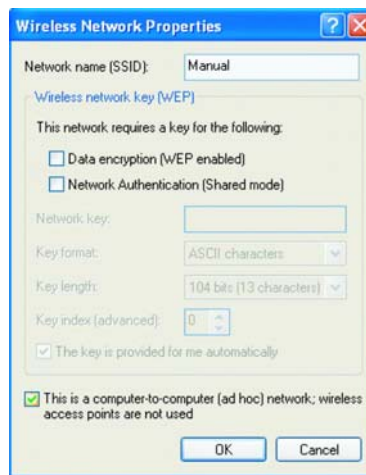 Wireless Network Properties
Network name (SSID):
Manual
Wireless network key (WEP)
This network requires a key for the following:
Data encryption (WEP enabled)
Network Authentication (Shared mode)
Network key:
Key format:
ASCII characters
Key length:
104 bits (13 characters)
Key index (advanced):
0
The key is provided for me automatically
This is a computer-to-computer (ad hoc) network; wireless
access points are not used
OK
Cancel